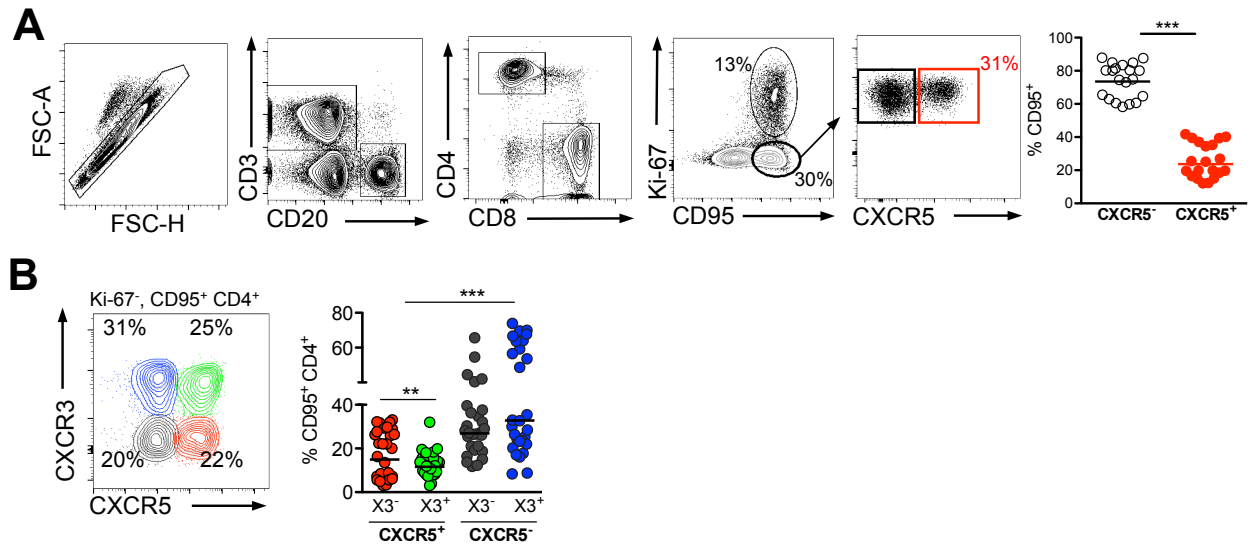 A
FSC-A
FSC-H
CD3
CD20
CD4
CD8
Ki-67
13%
30%
CD95
31%
CXCR5
***
% CD95⁺
100
80
60
40
20
0
CXCR5⁻ CXCR5⁺
B
Ki-67⁻, CD95⁺ CD4⁺
31% 25%
20% 22%
CXCR3
CXCR5
% CD95⁺ CD4⁺
***
**
80
60
40
20
0
X3⁻ X3⁺ X3⁻ X3⁺
CXCR5⁺ CXCR5⁻